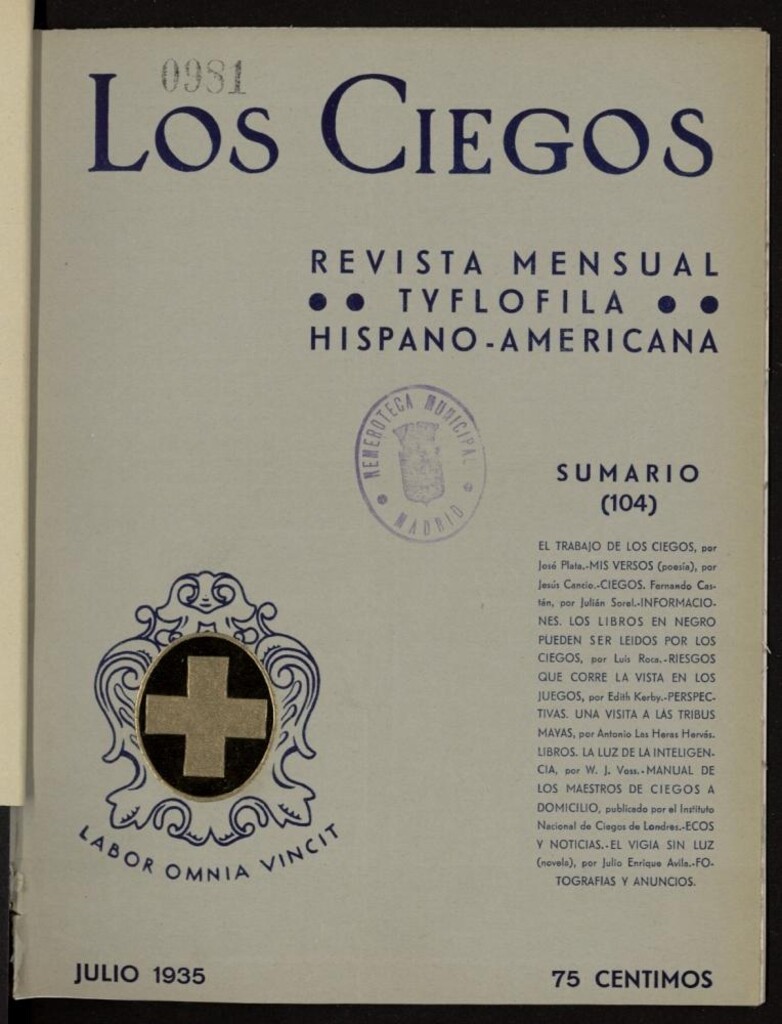 0981
LOS CIEGOS
REVISTA MENSUAL
•• TYFLOFILA ••
HISPANO-AMERICANA
HEMEROTECA MUNICIPAL
• MADRID •
SUMARIO
(104)
EL TRABAJO DE LOS CIEGOS, por
José Plata.-MIS VERSOS (poesía), por
Jesús Cancio.-CIEGOS. Fernando Cas-
tán, por Julián Sorel.-INFORMACIO-
NES. LOS LIBROS EN NEGRO
PUEDEN SER LEIDOS POR LOS
CIEGOS, por Luis Roca.-RIESGOS
QUE CORRE LA VISTA EN LOS
JUEGOS, por Edith Kerby.-PERSPEC-
TIVAS. UNA VISITA A LAS TRIBUS
MAYAS, por Antonio Las Heras Hervás.
LIBROS. LA LUZ DE LA INTELIGEN-
CIA, por W. J. Voss.-MANUAL DE
LOS MAESTROS DE CIEGOS A
DOMICILIO, publicado por el Instituto
Nacional de Ciegos de Londres.-ECOS
Y NOTICIAS.-EL VIGIA SIN LUZ
(novela), por Julio Enrique Avila.-FO-
TOGRAFIAS Y ANUNCIOS.
LABOR OMNIA VINCIT
JULIO 1935
75 CENTIMOS